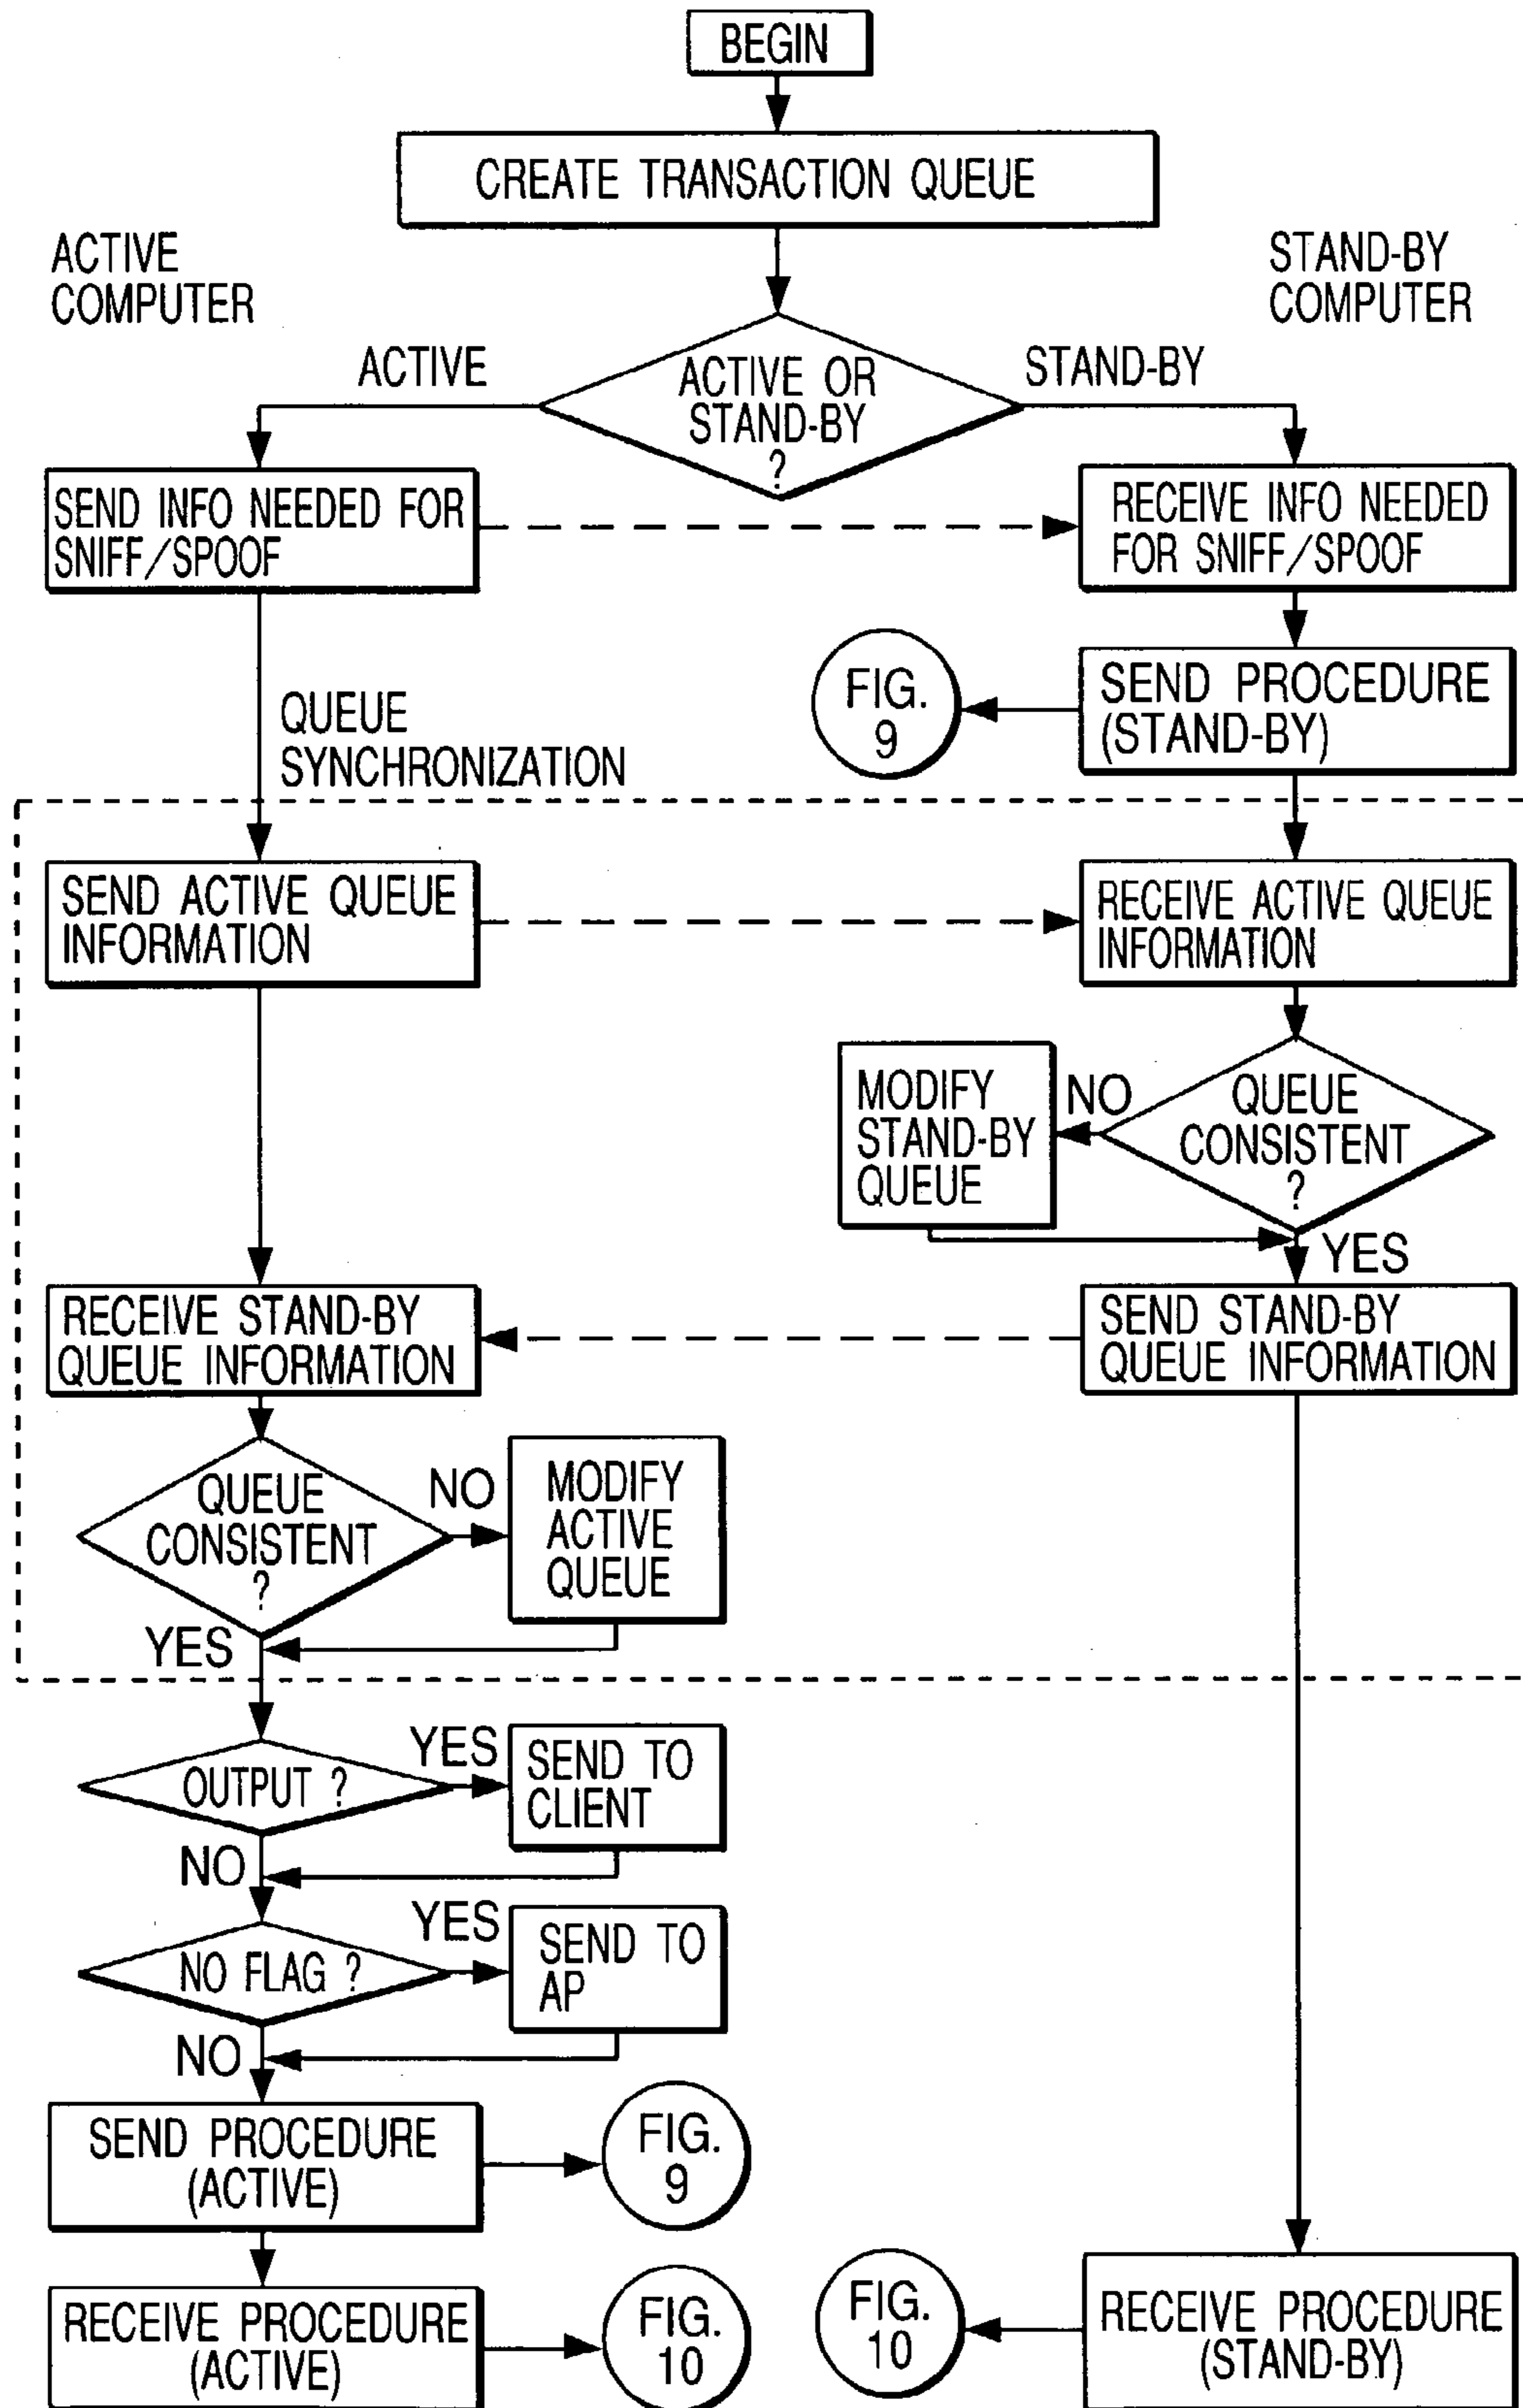 BEGIN
CREATE TRANSACTION QUEUE
ACTIVE
COMPUTER
STAND-BY
COMPUTER
ACTIVE
ACTIVE OR
STAND-BY
?
STAND-BY
SEND INFO NEEDED FOR
SNIFF/SPOOF
RECEIVE INFO NEEDED
FOR SNIFF/SPOOF
FIG.
9
SEND PROCEDURE
(STAND-BY)
QUEUE
SYNCHRONIZATION
SEND ACTIVE QUEUE
INFORMATION
RECEIVE ACTIVE QUEUE
INFORMATION
MODIFY
STAND-BY
QUEUE
NO
QUEUE
CONSISTENT
?
YES
RECEIVE STAND-BY
QUEUE INFORMATION
SEND STAND-BY
QUEUE INFORMATION
QUEUE
CONSISTENT
?
NO
MODIFY
ACTIVE
QUEUE
YES
OUTPUT ?
YES
SEND TO
CLIENT
NO
NO FLAG ?
YES
SEND TO
AP
NO
SEND PROCEDURE
(ACTIVE)
FIG.
9
RECEIVE PROCEDURE
(ACTIVE)
FIG.
10
FIG.
10
RECEIVE PROCEDURE
(STAND-BY)